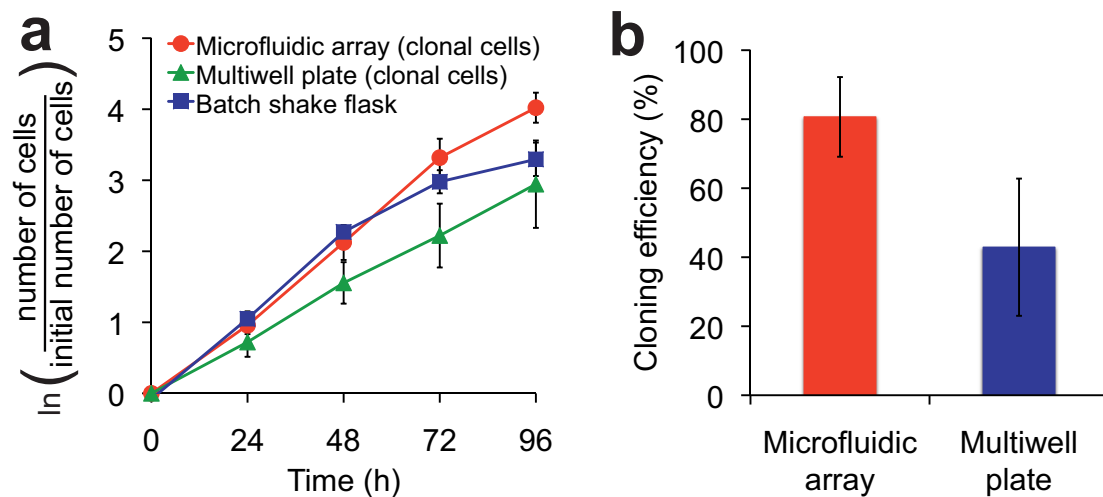 a
5
4
3
2
1
0
ln ( number of cells
initial number of cells )
Microfluidic array (clonal cells)
Multiwell plate (clonal cells)
Batch shake flask
0 24 48 72 96
Time (h)
b
100
80
60
40
20
0
Cloning efficiency (%)
Microfluidic
array
Multiwell
plate